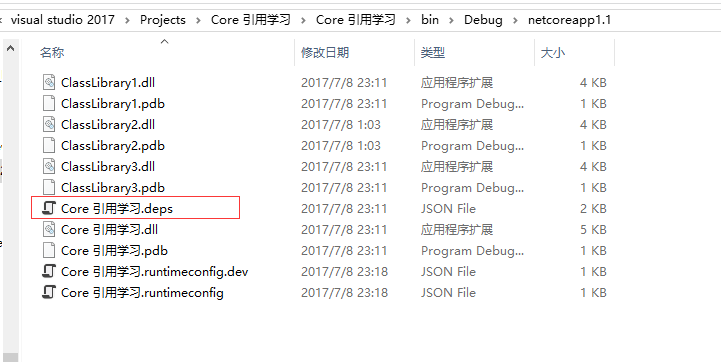 visual studio 2017 > Projects > Core 引用学习 > Core 引用学习 > bin > Debug > netcoreapp1.1
名称 修改日期 类型 大小
ClassLibrary1.dll 2017/7/8 23:11 应用程序扩展 4 KB
ClassLibrary1.pdb 2017/7/8 23:11 Program Debug... 1 KB
ClassLibrary2.dll 2017/7/8 1:03 应用程序扩展 4 KB
ClassLibrary2.pdb 2017/7/8 1:03 Program Debug... 1 KB
ClassLibrary3.dll 2017/7/8 23:11 应用程序扩展 4 KB
ClassLibrary3.pdb 2017/7/8 23:11 Program Debug... 1 KB
Core 引用学习.deps 2017/7/8 23:11 JSON File 2 KB
Core 引用学习.dll 2017/7/8 23:11 应用程序扩展 5 KB
Core 引用学习.pdb 2017/7/8 23:11 Program Debug... 1 KB
Core 引用学习.runtimeconfig.dev 2017/7/8 23:18 JSON File 1 KB
Core 引用学习.runtimeconfig 2017/7/8 23:18 JSON File 1 KB